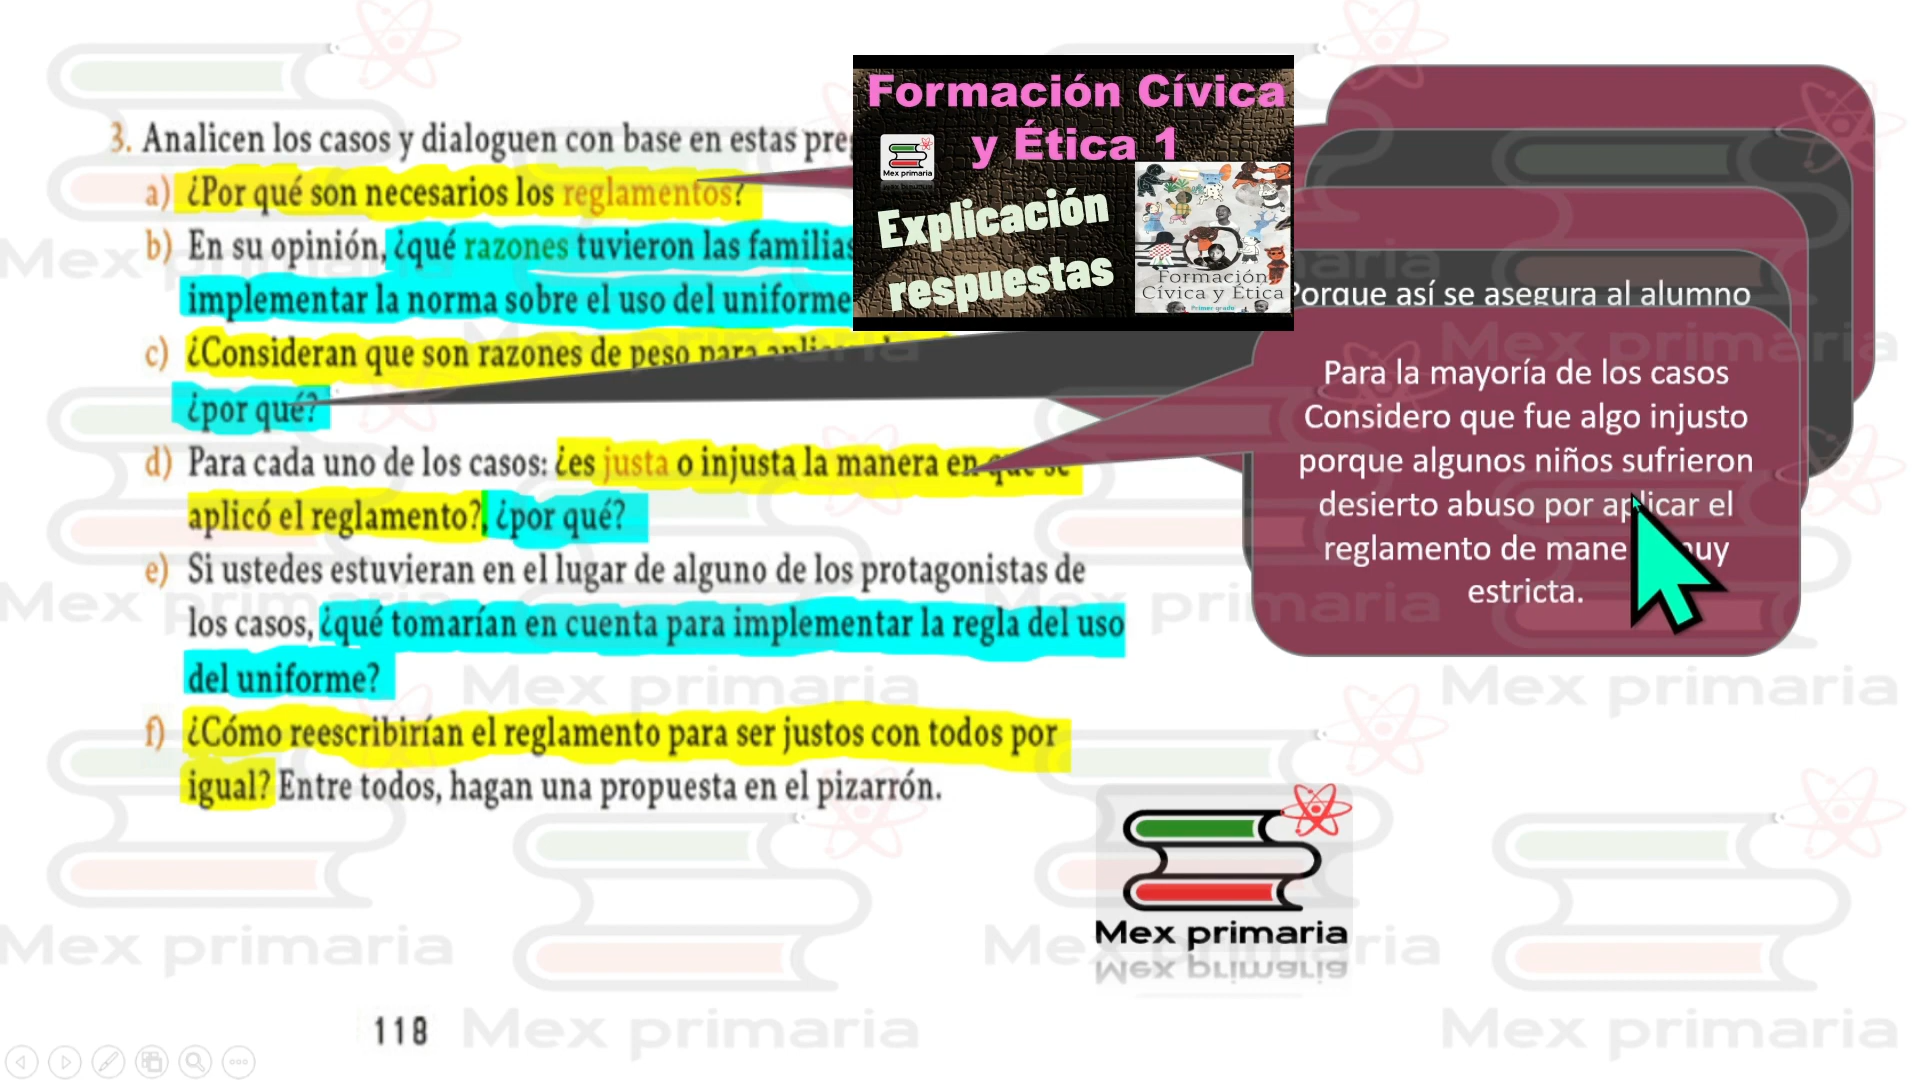 3. Analicen los casos y dialoguen con base en estas
a) ¿Por qué son necesarios los reglamentos?
b) En su opinión, ¿qué razones tuvieron las familias
implementar la norma sobre el uso del uniforme
c) ¿Consideran que son razones de peso para
¿por qué?
d) Para cada uno de los casos: ¿es justa o injusta la manera en que se
aplicó el reglamento?, ¿por qué?
e) Si ustedes estuvieran en el lugar de alguno de los protagonistas de
los casos, ¿qué tomarían en cuenta para implementar la regla del uso
del uniforme?
f) ¿Cómo reescribirían el reglamento para ser justos con todos por
igual? Entre todos, hagan una propuesta en el pizarrón.
118
Formación Cívica
y Ética 1
Mex primaria
Explicación
respuestas
Formación
Cívica y Ética
Primer grado
Porque así se asegura al alumno
Para la mayoría de los casos
Considero que fue algo injusto
porque algunos niños sufrieron
desierto abuso por aplicar el
reglamento de mane muy
estricta.
Mex primaria